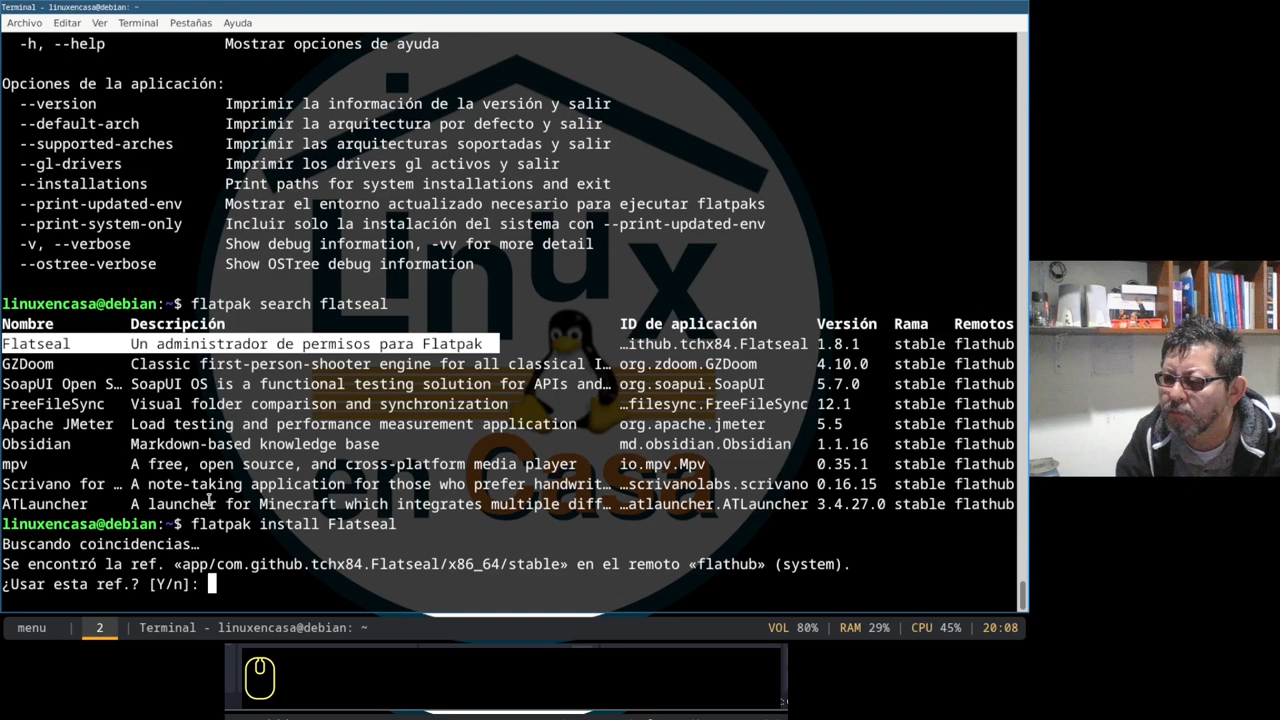 Terminal - linuxencasa@debian: ~
Archivo Editar Ver Terminal Pestañas Ayuda
-h, --help Mostrar opciones de ayuda
Opciones de la aplicación:
--version Imprimir la información de la versión y salir
--default-arch Imprimir la arquitectura por defecto y salir
--supported-arches Imprimir las arquitecturas soportadas y salir
--gl-drivers Imprimir los drivers gl activos y salir
--installations Print paths for system installations and exit
--print-updated-env Mostrar el entorno actualizado necesario para ejecutar flatpaks
--print-system-only Incluir solo la instalación del sistema con --print-updated-env
-v, --verbose Show debug information, -vv for more detail
--ostree-verbose Show OSTree debug information
linuxencasa@debian:~$ flatpak search flatseal
Nombre Descripción ID de aplicación Versión Rama Remotos
Flatseal Un administrador de permisos para Flatpak …ithub.tchx84.Flatseal 1.8.1 stable flathub
GZDoom Classic first-person-shooter engine for all classical I… org.zdoom.GZDoom 4.10.0 stable flathub
SoapUI Open S… SoapUI OS is a functional testing solution for APIs and… org.soapui.SoapUI 5.7.0 stable flathub
FreeFileSync Visual folder comparison and synchronization …filesync.FreeFileSync 12.1 stable flathub
Apache JMeter Load testing and performance measurement application org.apache.jmeter 5.5 stable flathub
Obsidian Markdown-based knowledge base md.obsidian.Obsidian 1.1.16 stable flathub
mpv A free, open source, and cross-platform media player io.mpv.Mpv 0.35.1 stable flathub
Scrivano for … A note-taking application for those who prefer handwrit… …scrivanolabs.scrivano 0.16.15 stable flathub
ATLauncher A launcher for Minecraft which integrates multiple diff… …atlauncher.ATLauncher 3.4.27.0 stable flathub
linuxencasa@debian:~$ flatpak install Flatseal
Buscando coincidencias…
Se encontró la ref. «app/com.github.tchx84.Flatseal/x86_64/stable» en el remoto «flathub» (system).
¿Usar esta ref.? [Y/n]:
Linux
en Casa
menu | 2 | Terminal - linuxencasa@debian: ~ VOL 80% | RAM 29% | CPU 45% | 20:08